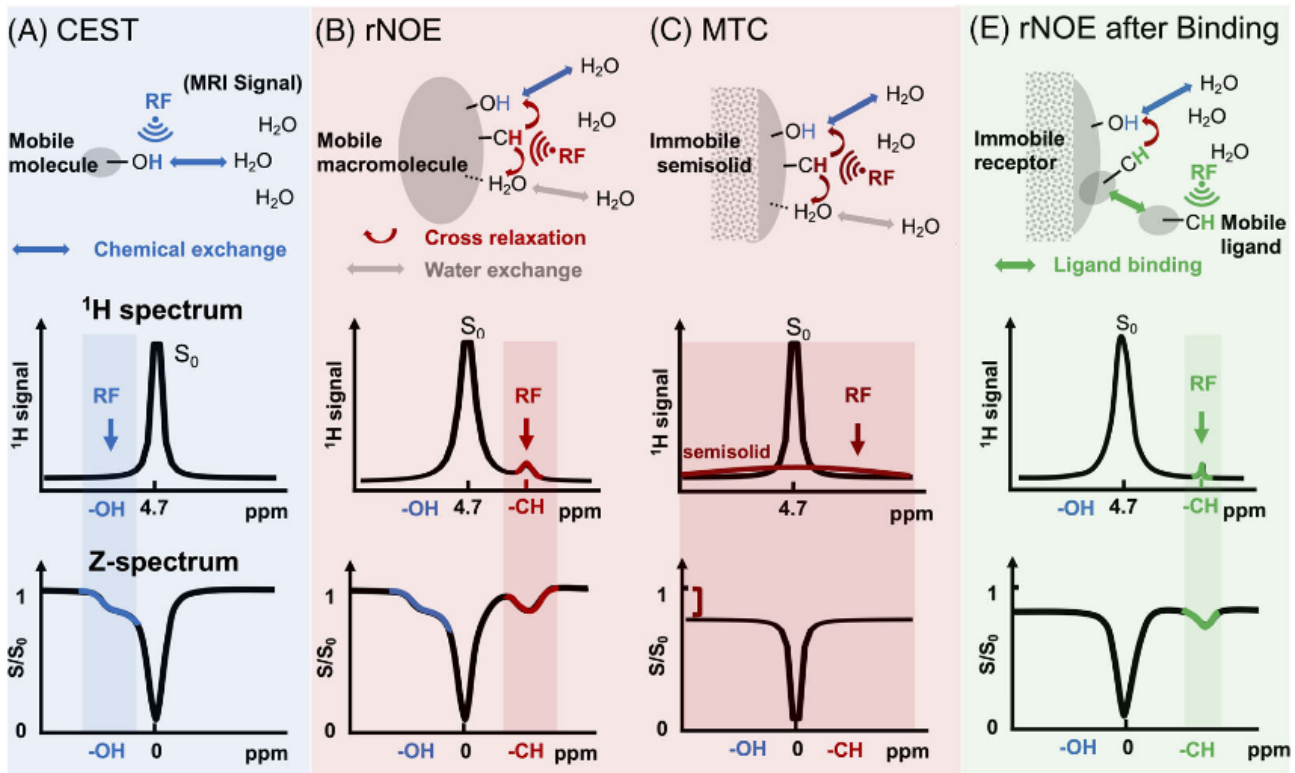 (A) CEST
(MRI Signal)
RF
H₂O
Mobile
molecule
OH
H₂O
H₂O
Chemical exchange
¹H spectrum
S₀
RF
¹H signal
-OH
4.7
ppm
Z-spectrum
1
S/S₀
0
-OH
0
ppm
(B) rNOE
H₂O
OH
H₂O
Mobile
macromolecule
CH
RF
H₂O
H₂O
Cross relaxation
Water exchange
S₀
RF
¹H signal
-OH
4.7
-CH
ppm
1
S/S₀
0
-OH
0
-CH
ppm
(C) MTC
H₂O
OH
H₂O
Immobile
semisolid
CH
RF
H₂O
H₂O
S₀
RF
semisolid
¹H signal
4.7
ppm
1
S/S₀
0
-OH
0
-CH
ppm
(E) rNOE after Binding
H₂O
OH
Immobile
receptor
H₂O
CH
RF
CH
Mobile
ligand
Ligand binding
S₀
RF
¹H signal
-OH
4.7
-CH
ppm
1
S/S₀
0
-OH
0
-CH
ppm